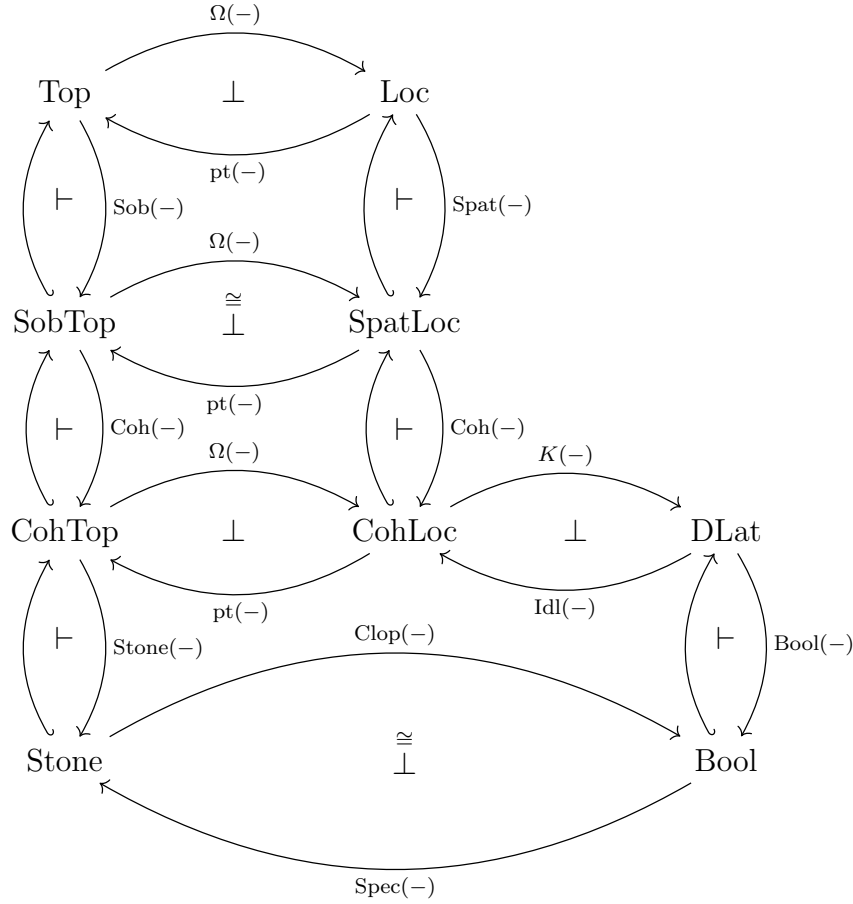 Ω(−)
Top ⊥ Loc
pt(−)
⊢ Sob(−) ⊢ Spat(−)
Ω(−)
≅
SobTop ⊥ SpatLoc
pt(−)
⊢ Coh(−) ⊢ Coh(−)
Ω(−) K(−)
CohTop ⊥ CohLoc ⊥ DLat
pt(−) Idl(−)
⊢ Stone(−) Clop(−) ⊢ Bool(−)
≅
Stone ⊥ Bool
Spec(−)